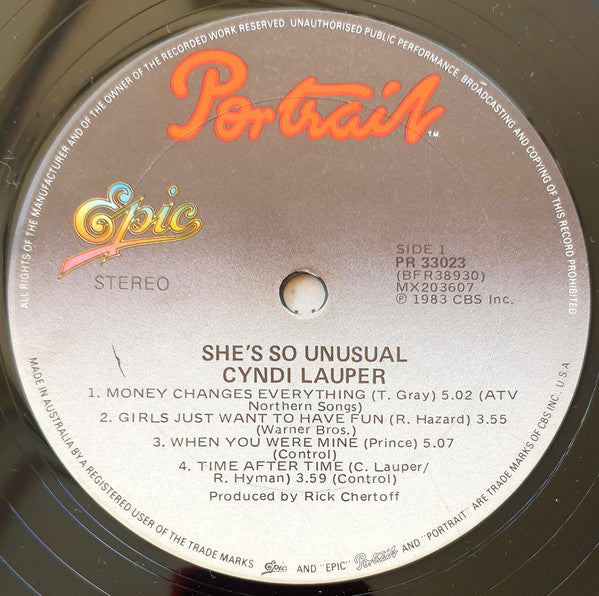 ALL RIGHTS OF THE MANUFACTURER AND OF THE OWNER OF THE RECORDED WORK RESERVED. UNAUTHORISED PUBLIC PERFORMANCE, BROADCASTING AND COPYING OF THIS RECORD PROHIBITED
Portrait
T.M.
Epic
STEREO
SIDE 1
PR 33023
(BFR38930)
MX203607
℗ 1983 CBS Inc.
SHE'S SO UNUSUAL
CYNDI LAUPER
1. MONEY CHANGES EVERYTHING (T. Gray) 5.02 (ATV
Northern Songs)
2. GIRLS JUST WANT TO HAVE FUN (R. Hazard) 3.55
(Warner Bros.)
3. WHEN YOU WERE MINE (Prince) 5.07
(Control)
4. TIME AFTER TIME (C. Lauper/
R. Hyman) 3.59 (Control)
Produced by Rick Chertoff
MADE IN AUSTRALIA BY A REGISTERED USER OF THE TRADE MARKS Epic AND "EPIC" Portrait AND "PORTRAIT" ARE TRADE MARKS OF CBS INC., U.S.A.